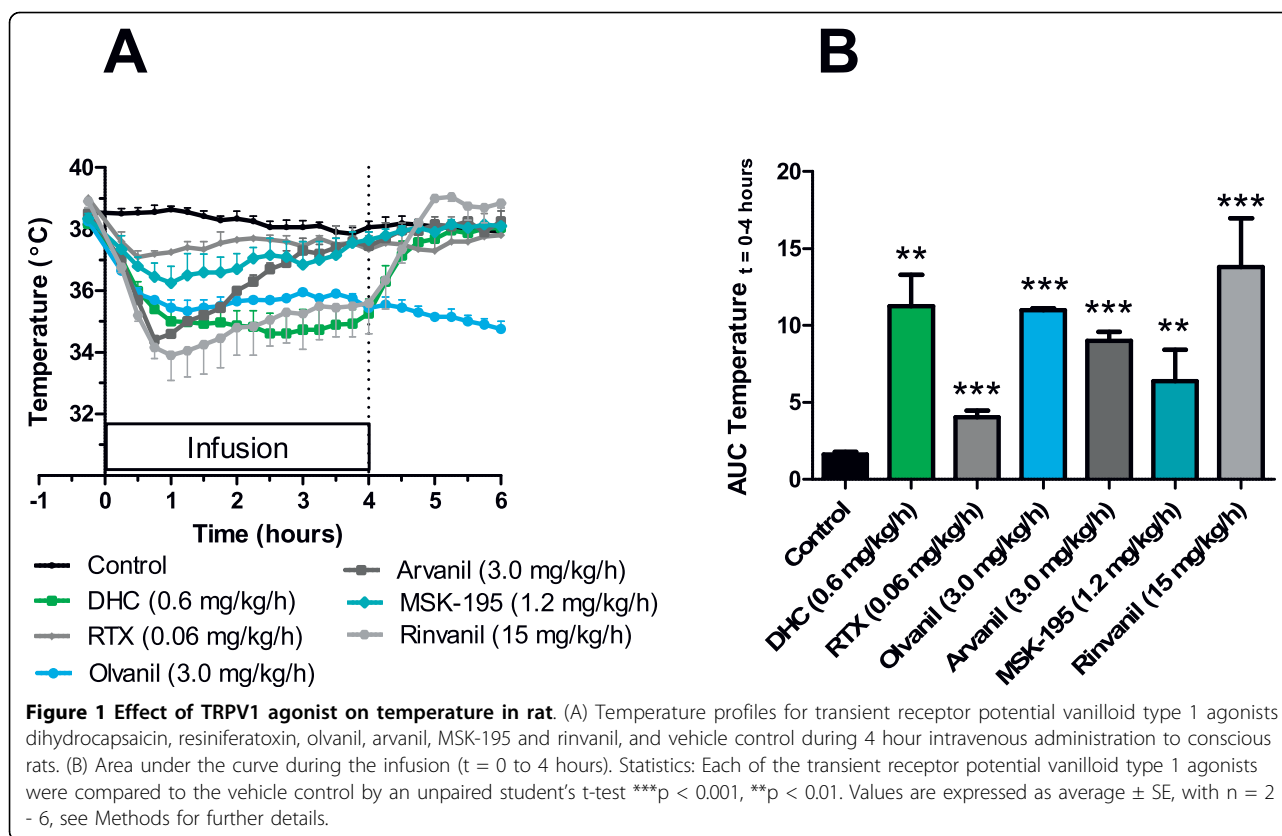 A
B
40
38
36
34
32
Temperature (°C)
Infusion
-1 0 1 2 3 4 5 6
Time (hours)
Control
DHC (0.6 mg/kg/h)
RTX (0.06 mg/kg/h)
Olvanil (3.0 mg/kg/h)
Arvanil (3.0 mg/kg/h)
MSK-195 (1.2 mg/kg/h)
Rinvanil (15 mg/kg/h)
20
15
10
5
0
AUC Temperature t = 0-4 hours
** *** *** *** ** ***
Control
DHC (0.6 mg/kg/h)
RTX (0.06 mg/kg/h)
Olvanil (3.0 mg/kg/h)
Arvanil (3.0 mg/kg/h)
MSK-195 (1.2 mg/kg/h)
Rinvanil (15 mg/kg/h)
Figure 1 Effect of TRPV1 agonist on temperature in rat. (A) Temperature profiles for transient receptor potential vanilloid type 1 agonists
dihydrocapsaicin, resiniferatoxin, olvanil, arvanil, MSK-195 and rinvanil, and vehicle control during 4 hour intravenous administration to conscious
rats. (B) Area under the curve during the infusion (t = 0 to 4 hours). Statistics: Each of the transient receptor potential vanilloid type 1 agonists
were compared to the vehicle control by an unpaired student's t-test ***p < 0.001, **p < 0.01. Values are expressed as average ± SE, with n = 2
- 6, see Methods for further details.